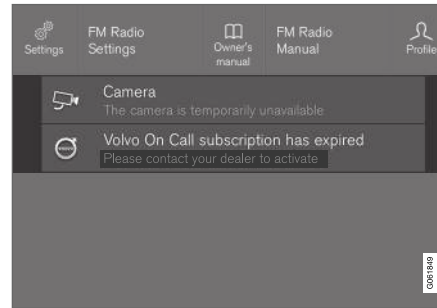 Settings
FM Radio
Settings
Owner's
manual
FM Radio
Manual
Profile
Camera
The camera is temporarily unavailable
Volvo On Call subscription has expired
Please contact your dealer to activate
G061849